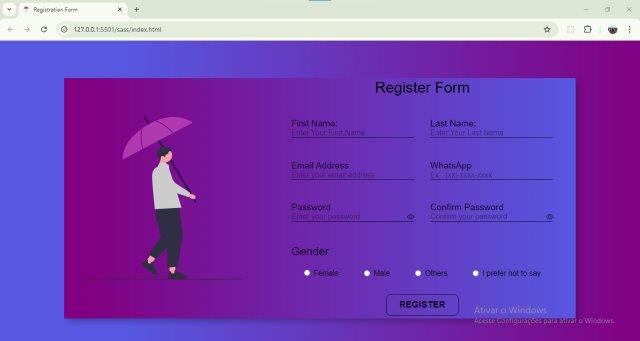 Registration Form
127.0.0.1:5501/sass/index.html
Register Form
First Name:
Enter Your First Name
Last Name:
Enter Your Last Name
Email Address
Enter your email address
WhatsApp
Ex.: (xx) xxxx-xxxx
Password
Enter your password
Confirm Password
Confirm your password
Gender
Female
Male
Others
I prefer not to say
REGISTER
Ativar o Windows
Acesse Configurações para ativar o Windows.